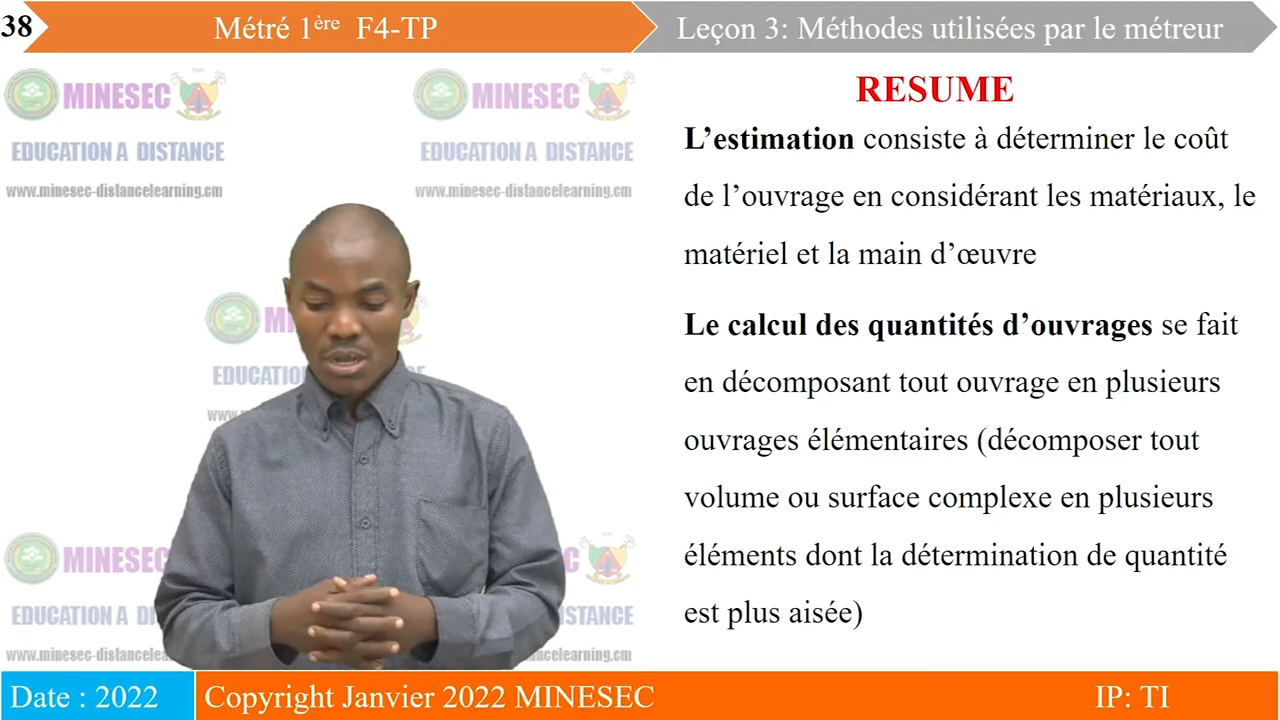 38
Métré 1ère F4-TP
Leçon 3: Méthodes utilisées par le métreur
MINESEC
EDUCATION A DISTANCE
www.minesec-distancelearning.cm
MINESEC
EDUCATION A DISTANCE
www.minesec-distancelearning.cm
RESUME
L'estimation consiste à déterminer le coût
de l'ouvrage en considérant les matériaux, le
matériel et la main d'œuvre
Le calcul des quantités d'ouvrages se fait
en décomposant tout ouvrage en plusieurs
ouvrages élémentaires (décomposer tout
volume ou surface complexe en plusieurs
éléments dont la détermination de quantité
est plus aisée)
EDUCATION
MINESEC
EDUCATION A DISTANCE
Date : 2022
Copyright Janvier 2022 MINESEC
IP: TI